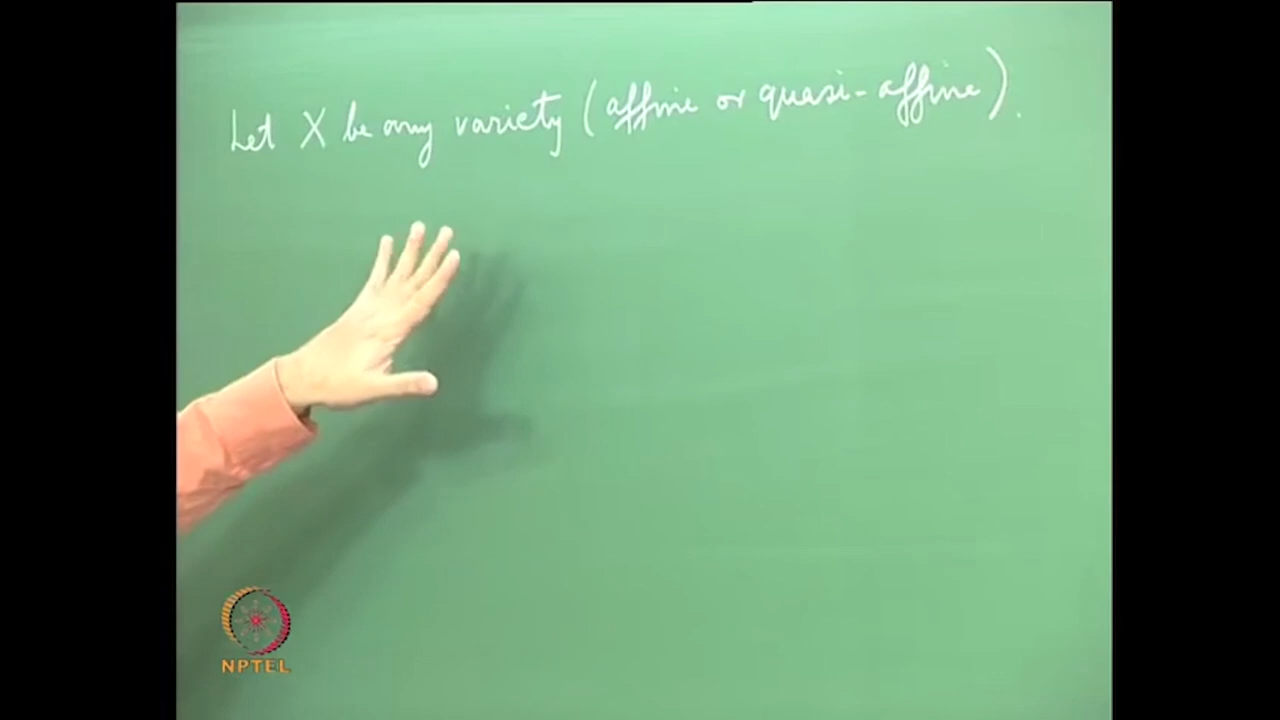 Let X be any variety (affine or quasi-affine).
NPTEL